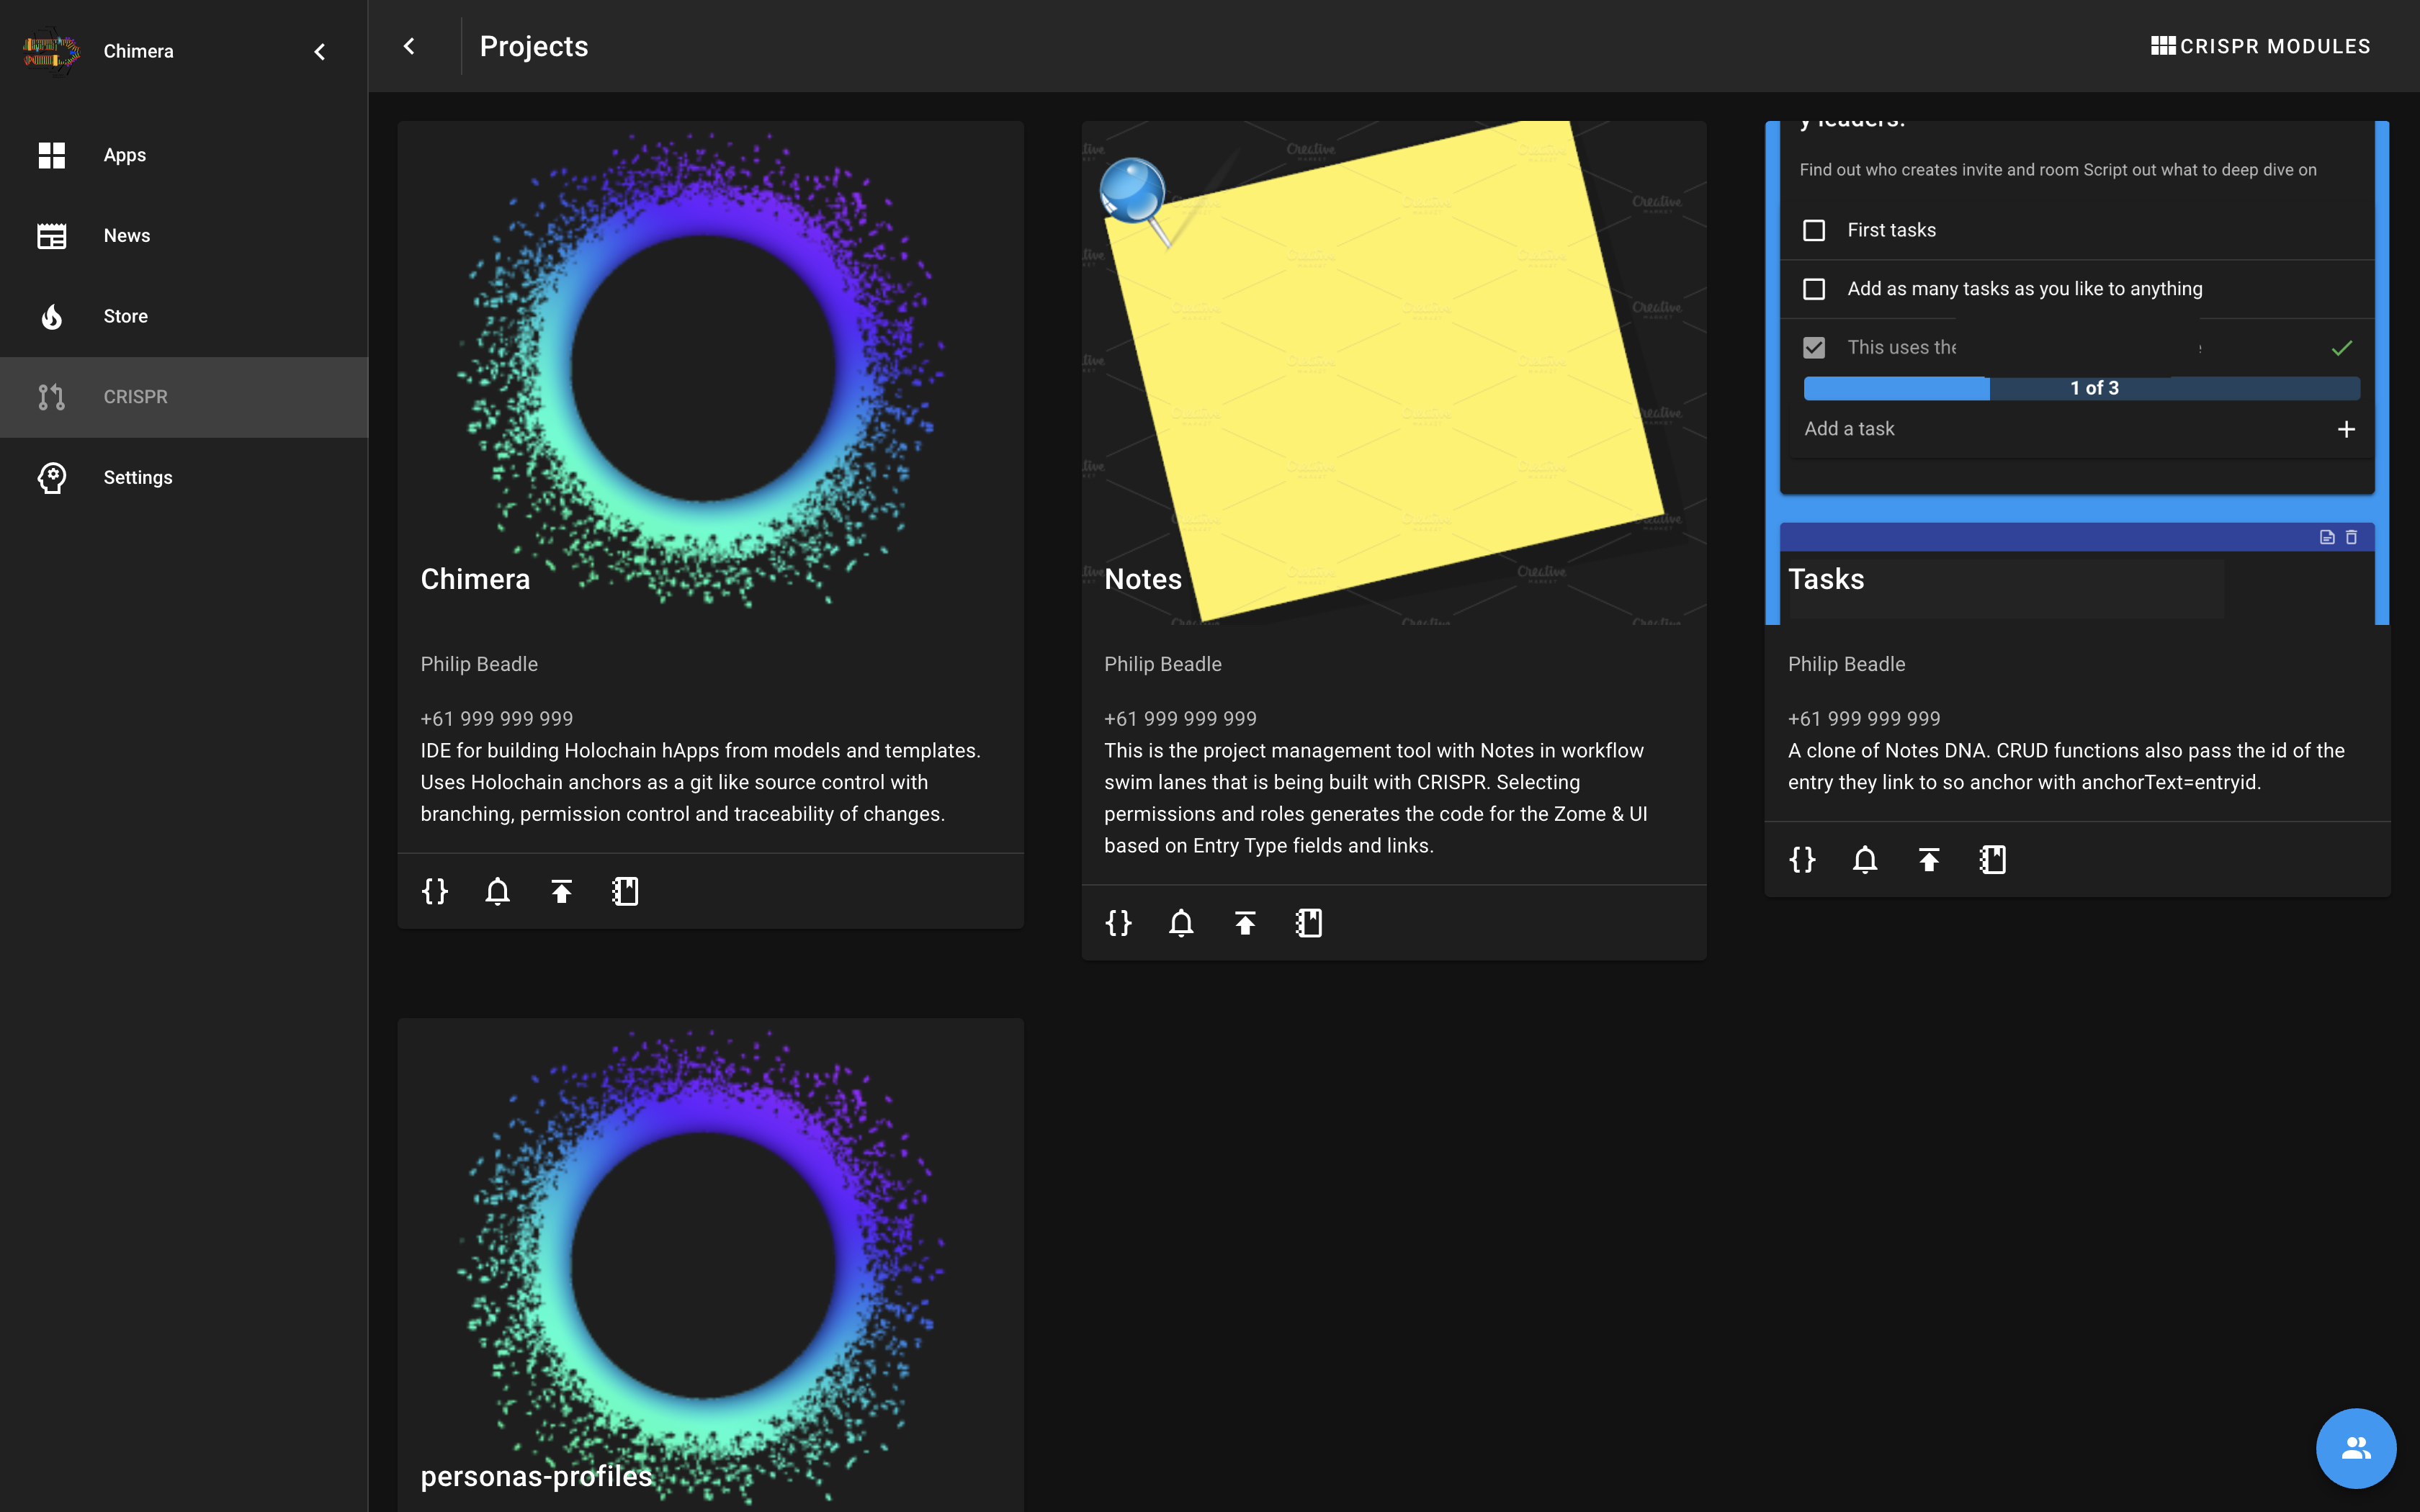 Chimera
Apps
News
Store
CRISPR
Settings
Projects
CRISPR MODULES
Chimera
Philip Beadle
+61 999 999 999
IDE for building Holochain hApps from models and templates.
Uses Holochain anchors as a git like source control with
branching, permission control and traceability of changes.
Creative
MARKET
Notes
Philip Beadle
+61 999 999 999
This is the project management tool with Notes in workflow
swim lanes that is being built with CRISPR. Selecting
permissions and roles generates the code for the Zome & UI
based on Entry Type fields and links.
y leaders.
Find out who creates invite and room Script out what to deep dive on
First tasks
Add as many tasks as you like to anything
This uses the
1 of 3
Add a task
Tasks
Philip Beadle
+61 999 999 999
A clone of Notes DNA. CRUD functions also pass the id of the
entry they link to so anchor with anchorText=entryid.
personas-profiles